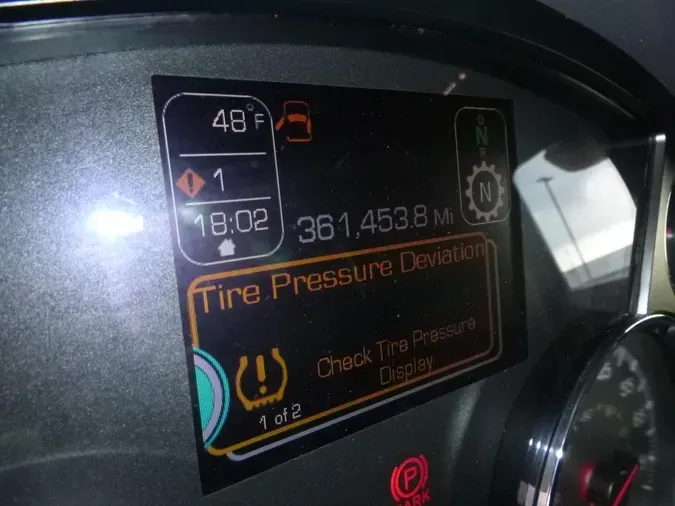 48°F
1
18:02
361,453.8 Mi
D
N
R
N
Tire Pressure Deviation
Check Tire Pressure
Display
1 of 2
P
PARK